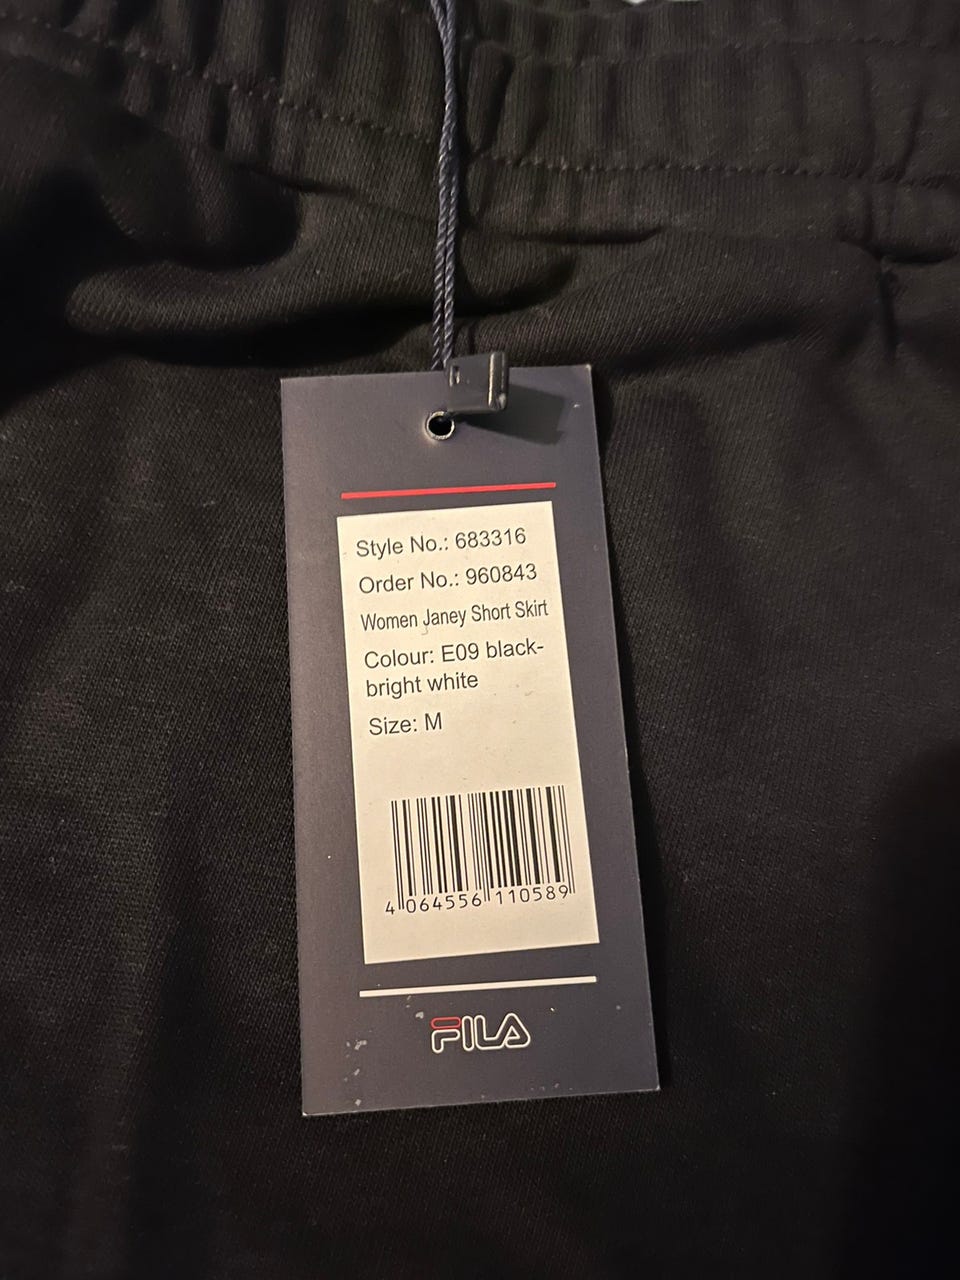 Style No.: 683316
Order No.: 960843
Women Janey Short Skirt
Colour: E09 black-
bright white
Size: M
4 064556 110589
FILA